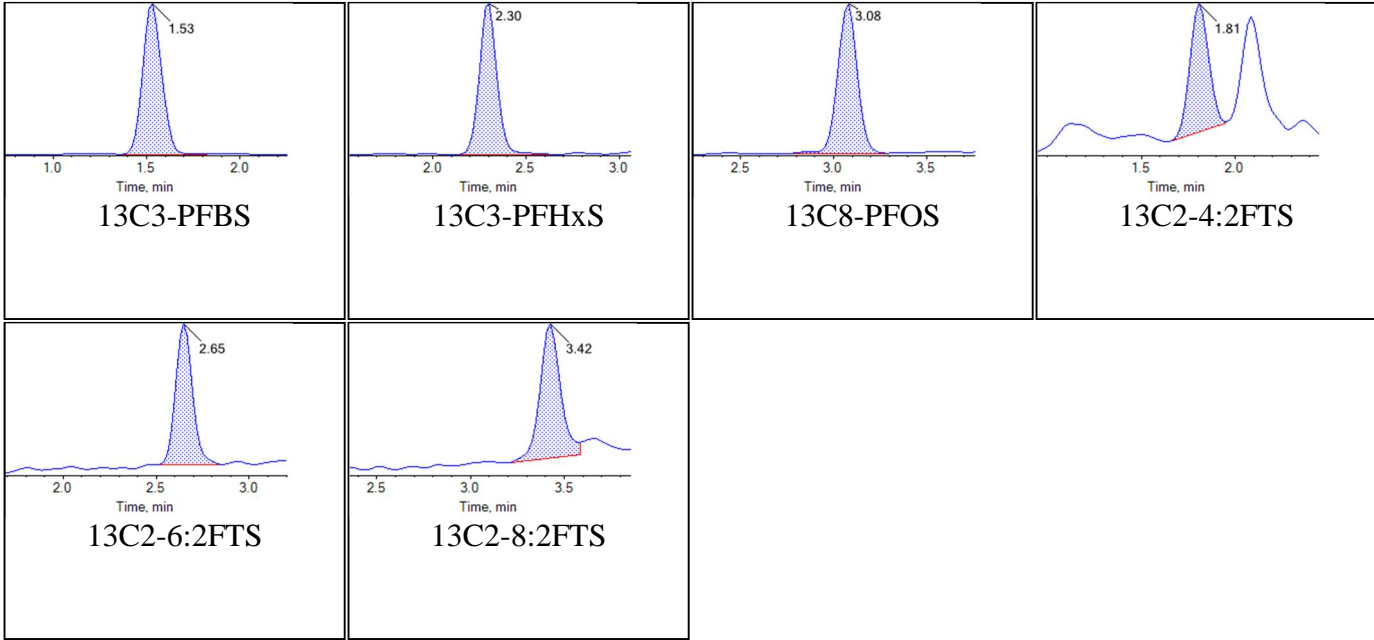 1.53
1.0 1.5 2.0
Time, min
13C3-PFBS
2.30
2.0 2.5 3.0
Time, min
13C3-PFHxS
3.08
2.5 3.0 3.5
Time, min
13C8-PFOS
1.81
1.5 2.0
Time, min
13C2-4:2FTS
2.65
2.0 2.5 3.0
Time, min
13C2-6:2FTS
3.42
2.5 3.0 3.5
Time, min
13C2-8:2FTS